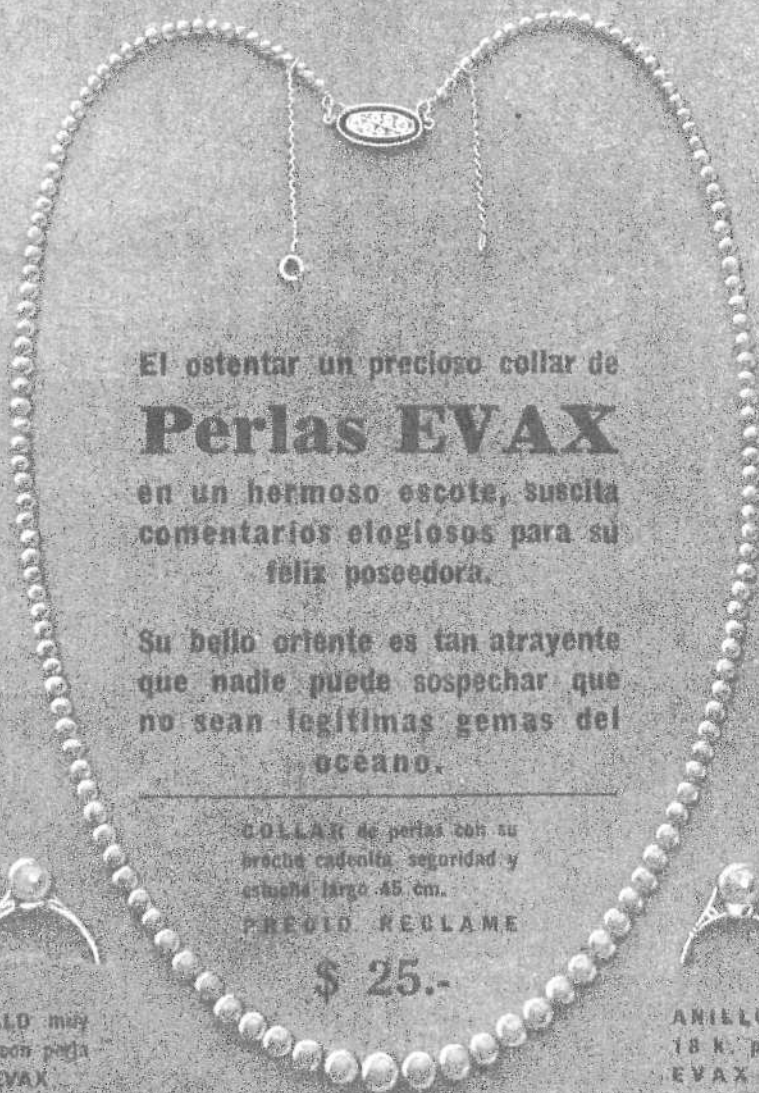 El ostentar un precioso collar de
Perlas EVAX
en un hermoso escote, suscita
comentarios elogiosos para su
feliz poseedora.
Su bello oriente es tan atrayente
que nadie puede sospechar que
no sean legítimas gemas del
océano.
COLLAR de perlas con su
broche cadenita seguridad y
estuche largo 45 cm.
PRECIO RECLAME
$ 25.-
muy
con perla
EVAX
ANILLO
18 k. p
EVAX